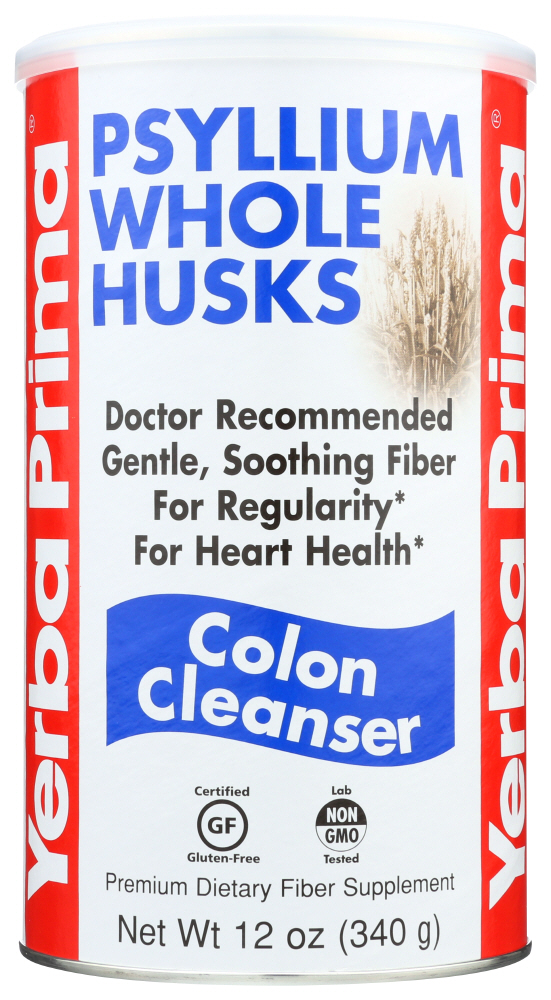 PSYLLIUM
WHOLE
HUSKS
Yerba Prima®
Yerba Prima®
Doctor Recommended
Gentle, Soothing Fiber
For Regularity*
For Heart Health*
Colon
Cleanser
Certified
GF
Gluten-Free
Lab
NON
GMO
Tested
Premium Dietary Fiber Supplement
Net Wt 12 oz (340 g)